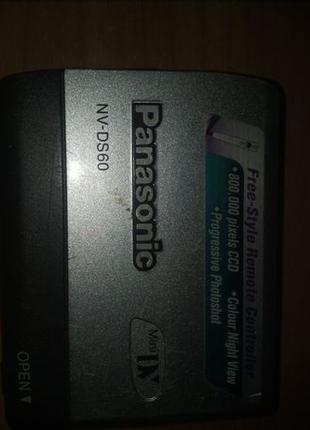 Free-Style Remote Controller
•800,000 pixels CCD •Colour Night View
•Progressive Photoshot
Panasonic
NV-DS60
Mini DV
OPEN▼